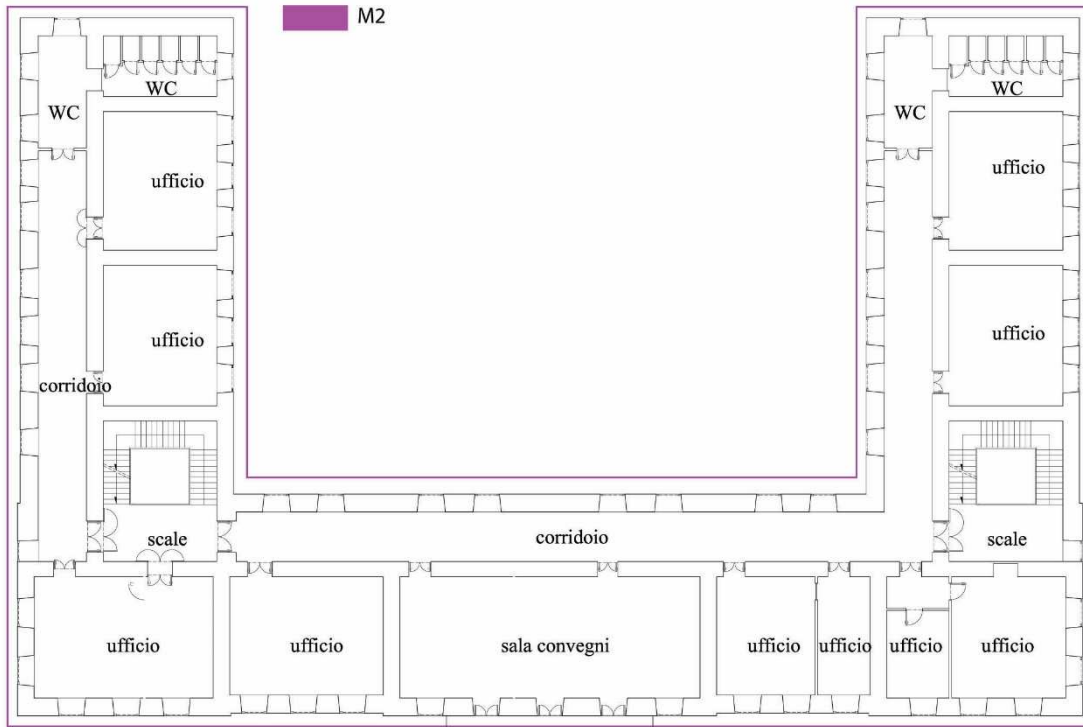 M2
WC
WC
WC
WC
ufficio
ufficio
ufficio
ufficio
corridoio
scale
corridoio
scale
ufficio
ufficio
sala convegni
ufficio
ufficio
ufficio
ufficio